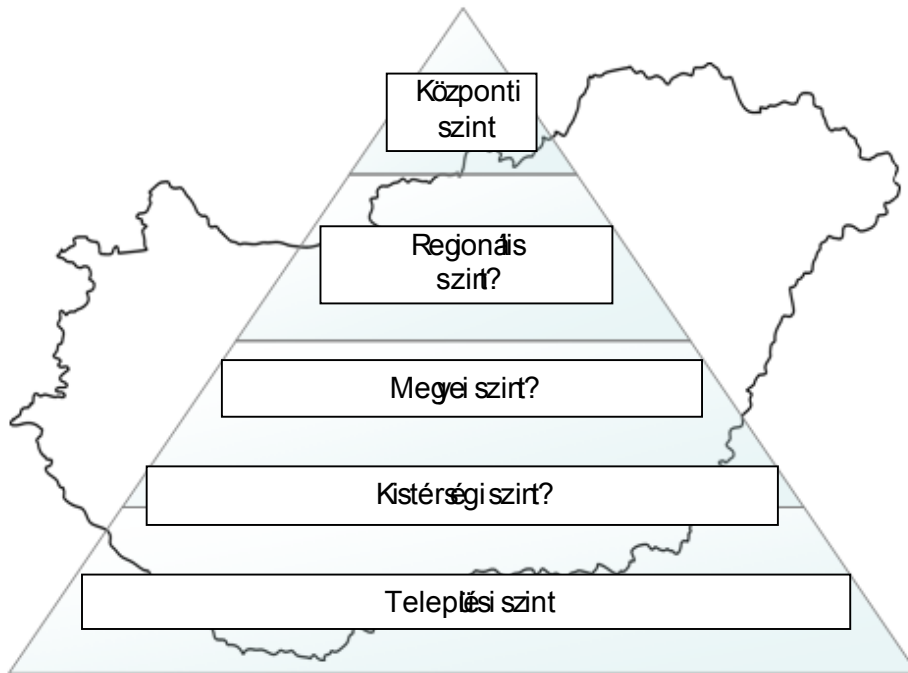 Központi
szint
Regionális
szint?
Megyei szint?
Kistérségi szint?
Települési szint